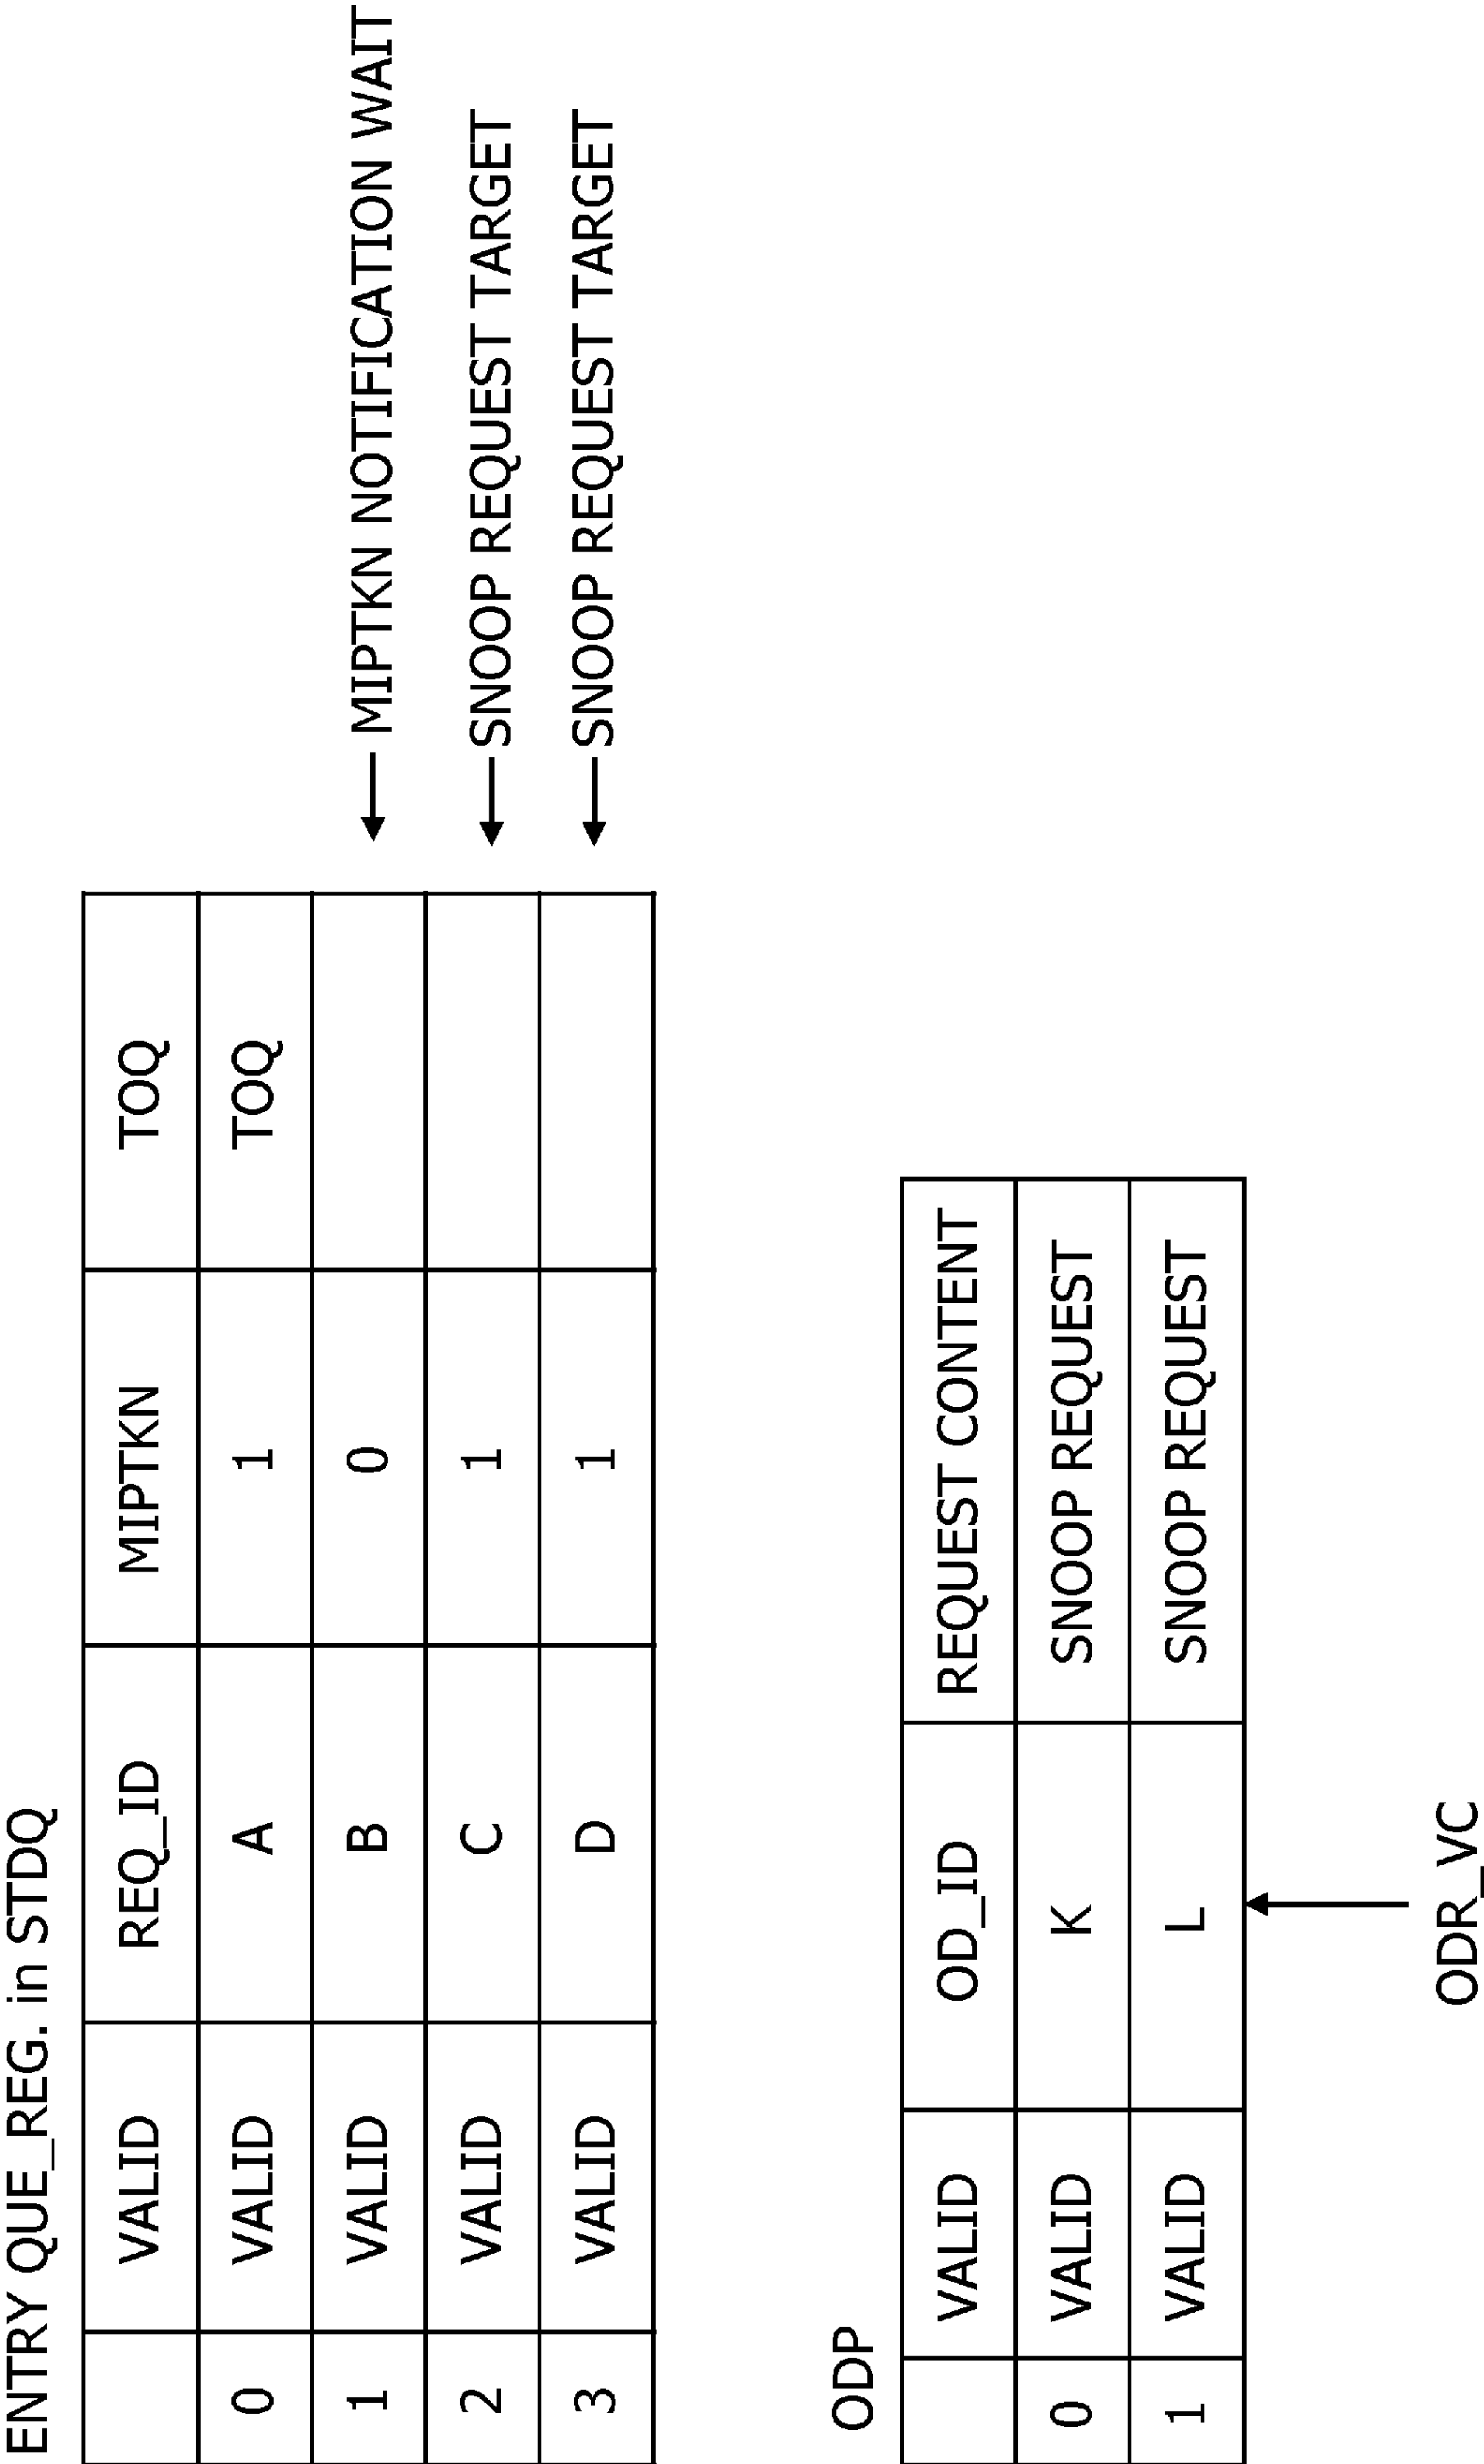 ENTRY QUE_REG. in STDQ
VALID REQ_ID MIPTKN TOQ
0 VALID A 1 TOQ
1 VALID B 0 MIPTKN NOTIFICATION WAIT
2 VALID C 1 SNOOP REQUEST TARGET
3 VALID D 1 SNOOP REQUEST TARGET
ODP
VALID OD_ID REQUEST CONTENT
0 VALID K SNOOP REQUEST
1 VALID L SNOOP REQUEST
ODR_VC